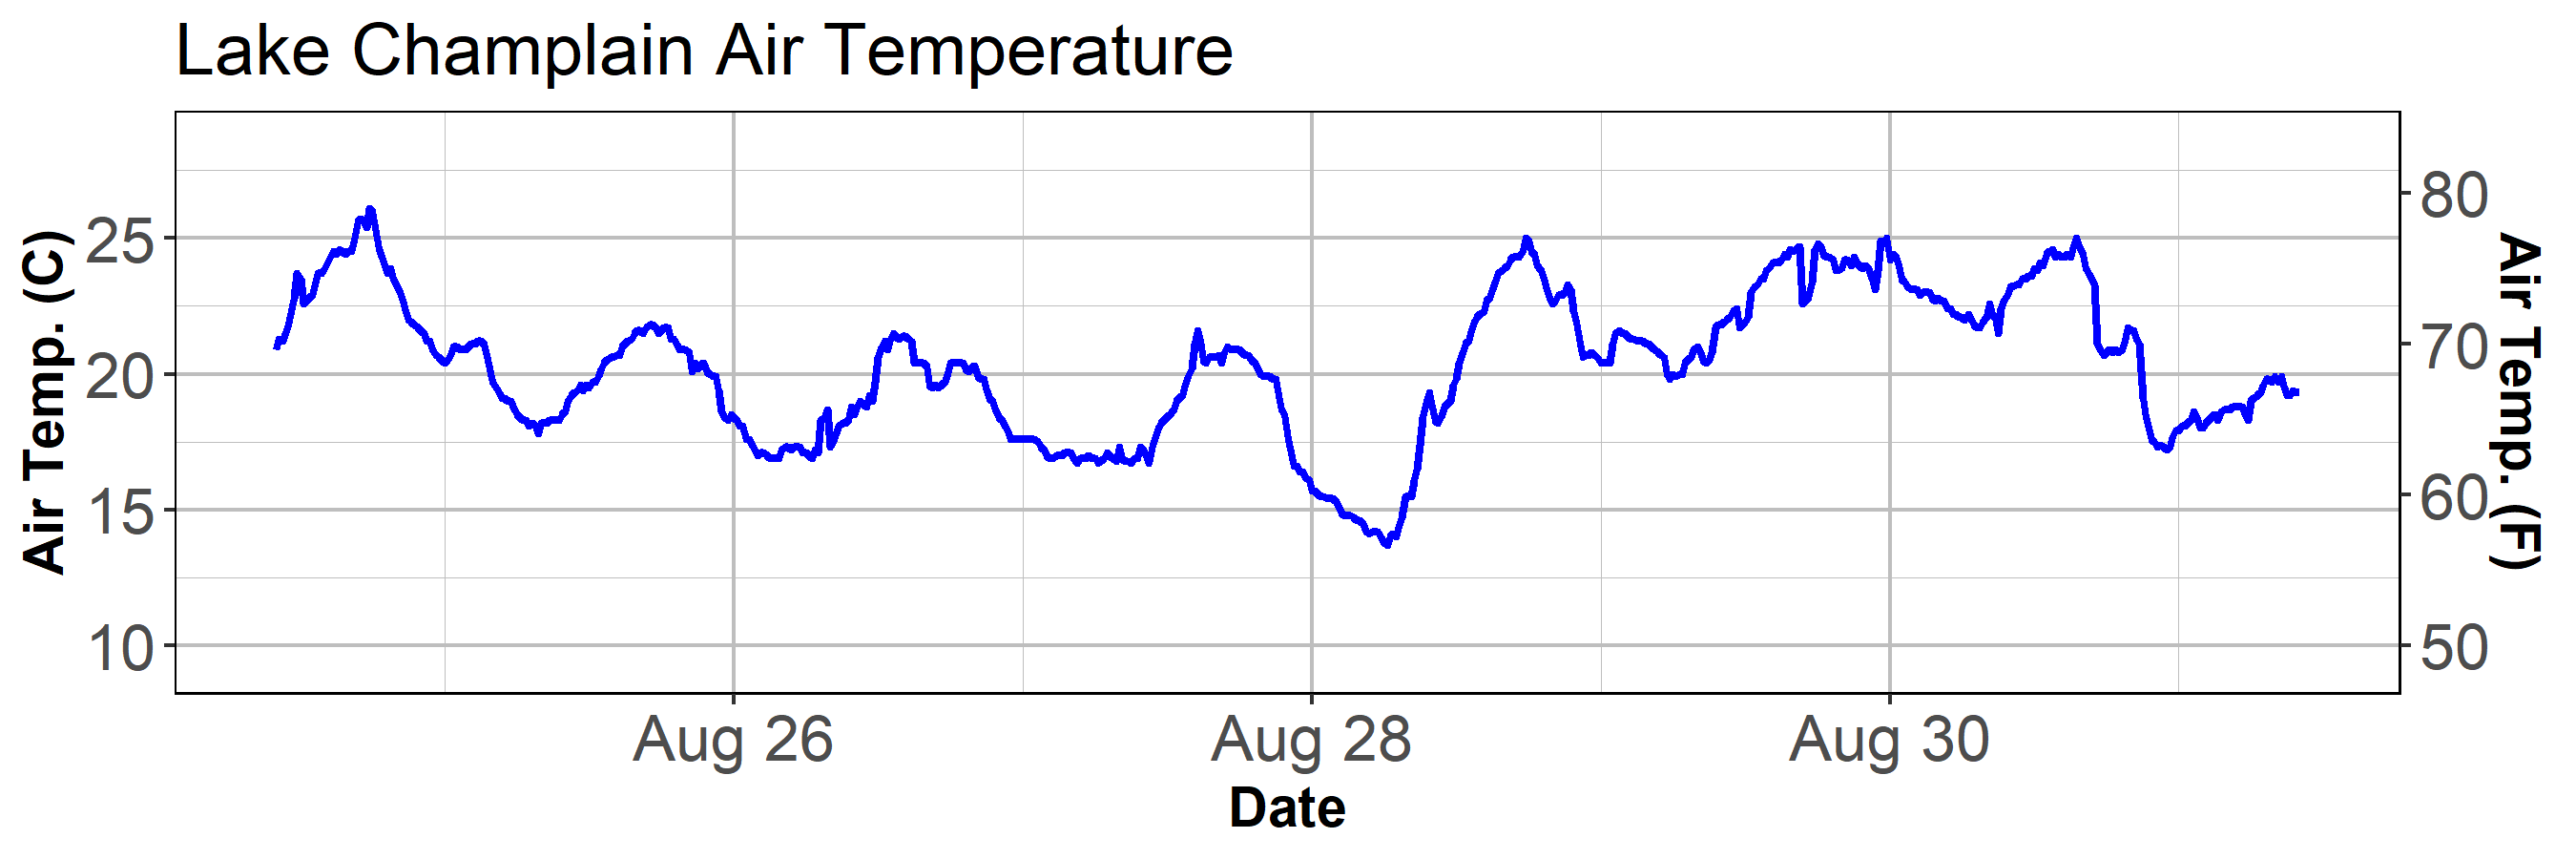 Lake Champlain Air Temperature
Air Temp. (C)
25
20
15
10
80
70
60
50
Air Temp. (F)
Aug 26
Aug 28
Aug 30
Date